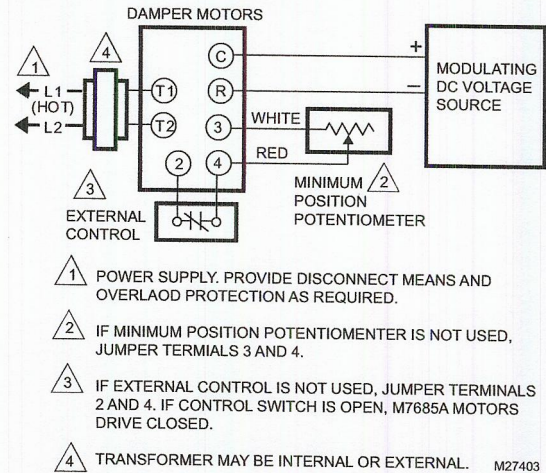 DAMPER MOTORS
1
4
C
+
MODULATING
DC VOLTAGE
SOURCE
L1
(HOT)
L2
T1
T2
R
–
3
WHITE
RED
2
4
3
EXTERNAL
CONTROL
MINIMUM
POSITION
POTENTIOMETER
2
1 POWER SUPPLY. PROVIDE DISCONNECT MEANS AND
OVERLAOD PROTECTION AS REQUIRED.
2 IF MINIMUM POSITION POTENTIOMENTER IS NOT USED,
JUMPER TERMIALS 3 AND 4.
3 IF EXTERNAL CONTROL IS NOT USED, JUMPER TERMINALS
2 AND 4. IF CONTROL SWITCH IS OPEN, M7685A MOTORS
DRIVE CLOSED.
4 TRANSFORMER MAY BE INTERNAL OR EXTERNAL.
M27403